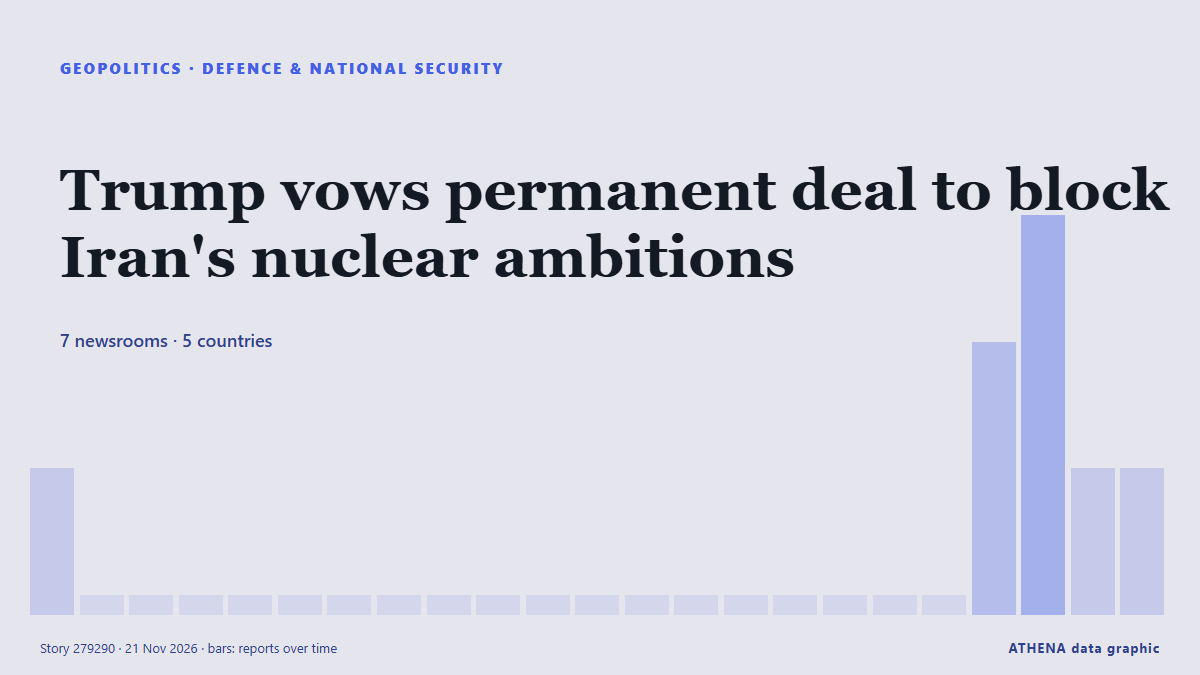 GEOPOLITICS · DEFENCE & NATIONAL SECURITY
Trump vows permanent deal to block
Iran's nuclear ambitions
7 newsrooms · 5 countries
Story 279290 · 21 Nov 2026 · bars: reports over time
ATHENA data graphic